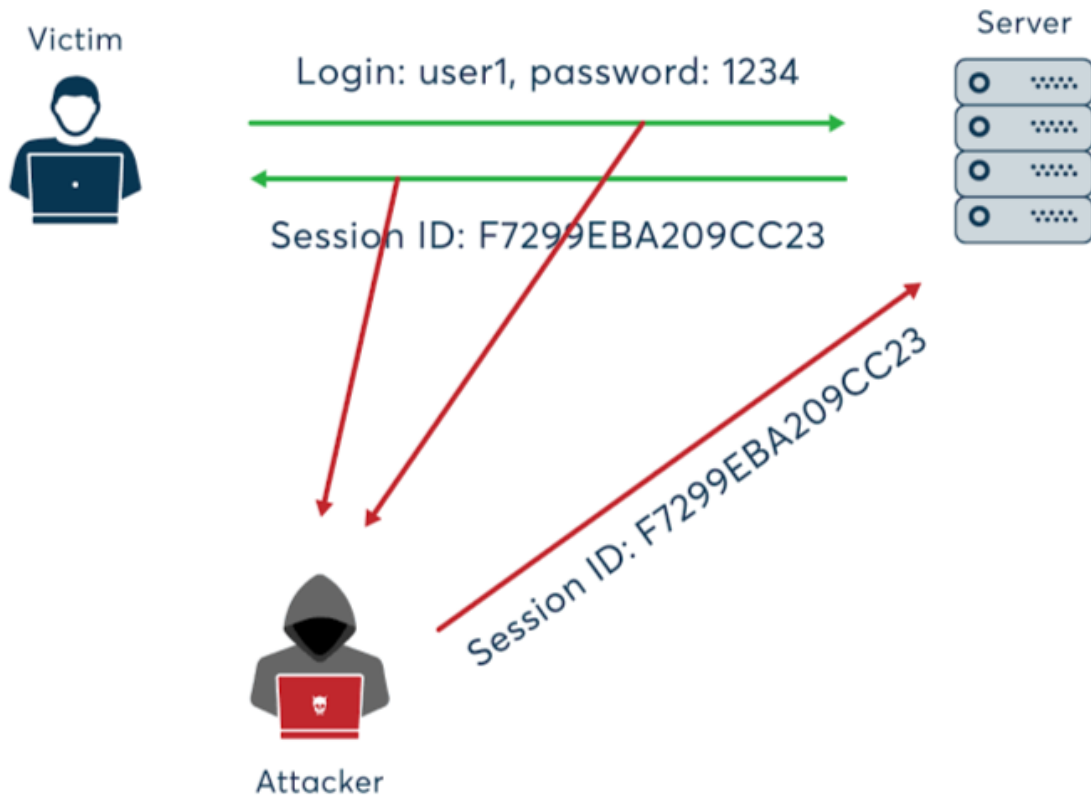 Victim
Server
Login: user1, password: 1234
Session ID: F7299EBA209CC23
Session ID: F7299EBA209CC23
Attacker